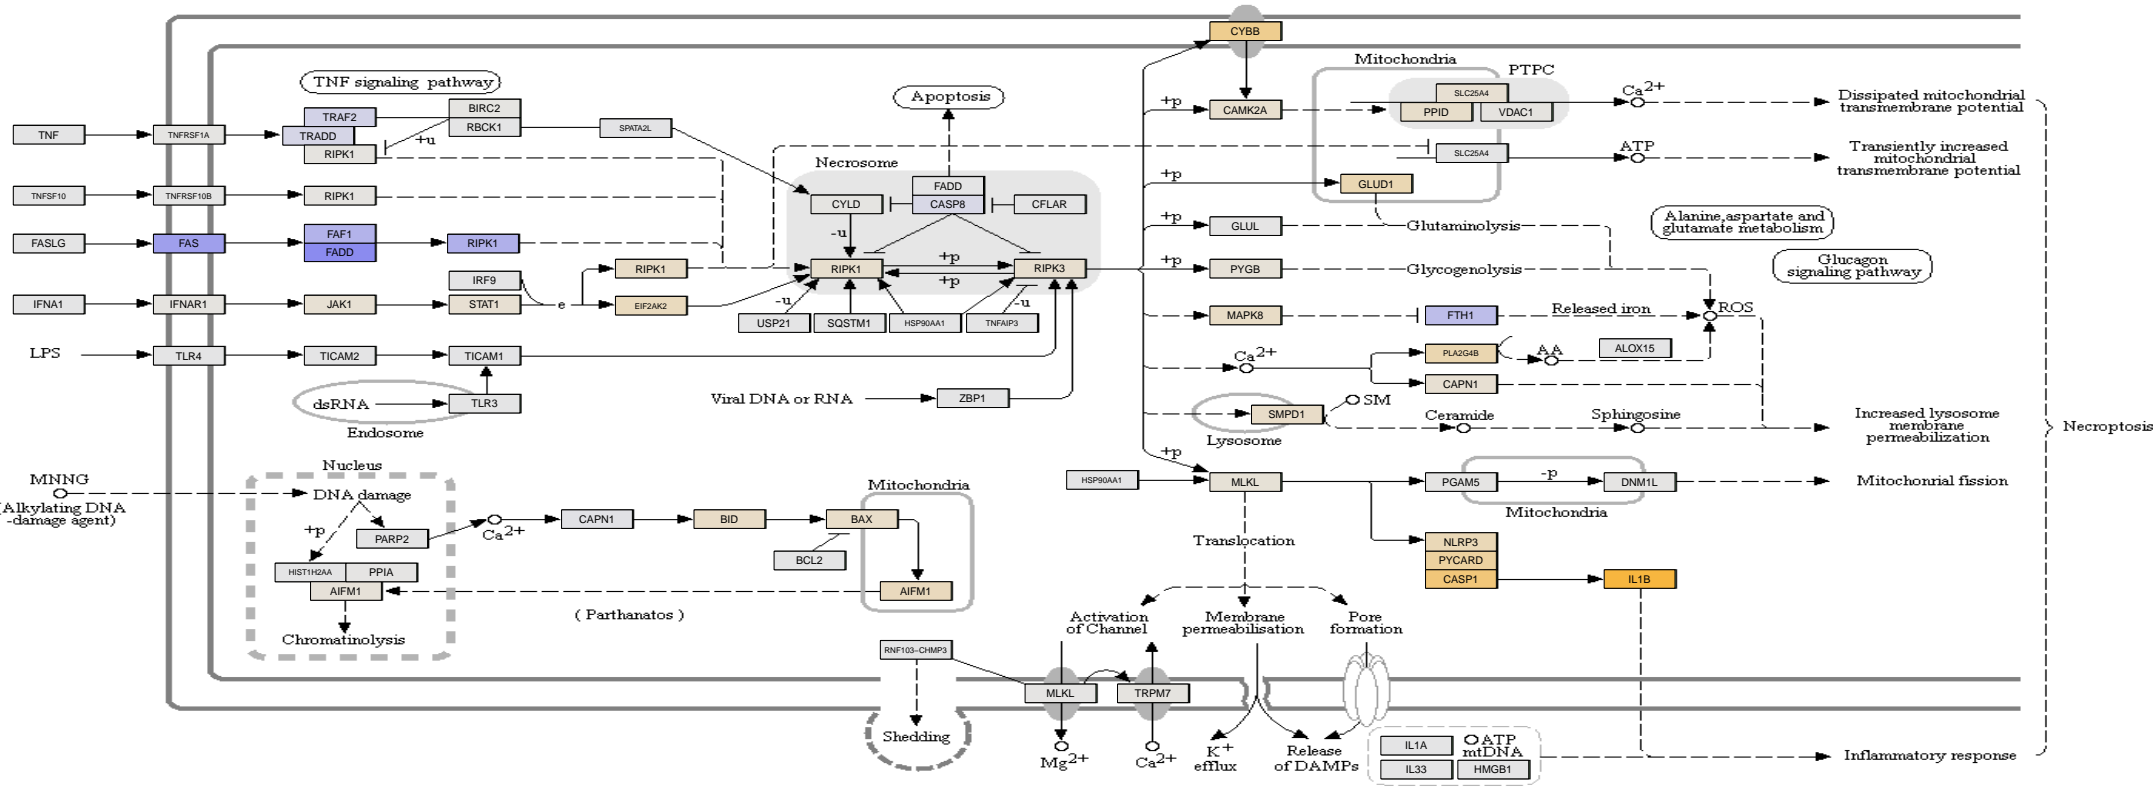 CYBB
Mitochondria
PTPC
TNF signaling pathway
Apoptosis
SLC25A4
Ca2+
Dissipated mitochondrial
transmembrane potential
BIRC2
TRAF2
CAMK2A
PPID
VDAC1
+p
TNF
TNFRSF1A
TRADD
RBCK1
SPATA2L
+u
RIPK1
SLC25A4
ATP
Transiently increased
mitochondrial
transmembrane potential
Necrosome
+p
FADD
GLUD1
TNFSF10
TNFRSF10B
RIPK1
CYLD
CASP8
CFLAR
+p
GLUL
Glutaminolysis
Alanine,aspartate and
glutamate metabolism
FASLG
FAS
FAF1
FADD
RIPK1
-u
+p
+p
RIPK1
RIPK1
RIPK3
+p
PYGB
Glycogenolysis
Glucagon
signaling pathway
IRF9
IFNA1
IFNAR1
JAK1
STAT1
e
EIF2AK2
-u
-u
USP21
SQSTM1
HSP90AA1
TNFAIP3
MAPK8
FTH1
Released iron
ROS
LPS
TLR4
TICAM2
TICAM1
Ca2+
PLA2G4B
AA
ALOX15
CAPN1
dsRNA
TLR3
Endosome
Viral DNA or RNA
ZBP1
SM
SMPD1
Lysosome
Ceramide
Sphingosine
Increased lysosome
membrane
permeabilization
Necroptosis
+p
HSP90AA1
MLKL
PGAM5
-p
DNM1L
Mitochonrial fission
Mitochondria
Nucleus
MNNG
(Alkylating DNA
-damage agent)
DNA damage
+p
PARP2
Ca2+
CAPN1
BID
Mitochondria
BAX
BCL2
HIST1H2AA
PPIA
AIFM1
AIFM1
( Parthanatos )
Chromatinolysis
Translocation
NLRP3
PYCARD
CASP1
IL1B
Activation
of Channel
Membrane
permeabilisation
Pore
formation
RNF103-CHMP3
MLKL
TRPM7
Shedding
Mg2+
Ca2+
K+
efflux
Release
of DAMPs
IL1A
ATP
mtDNA
IL33
HMGB1
Inflammatory response